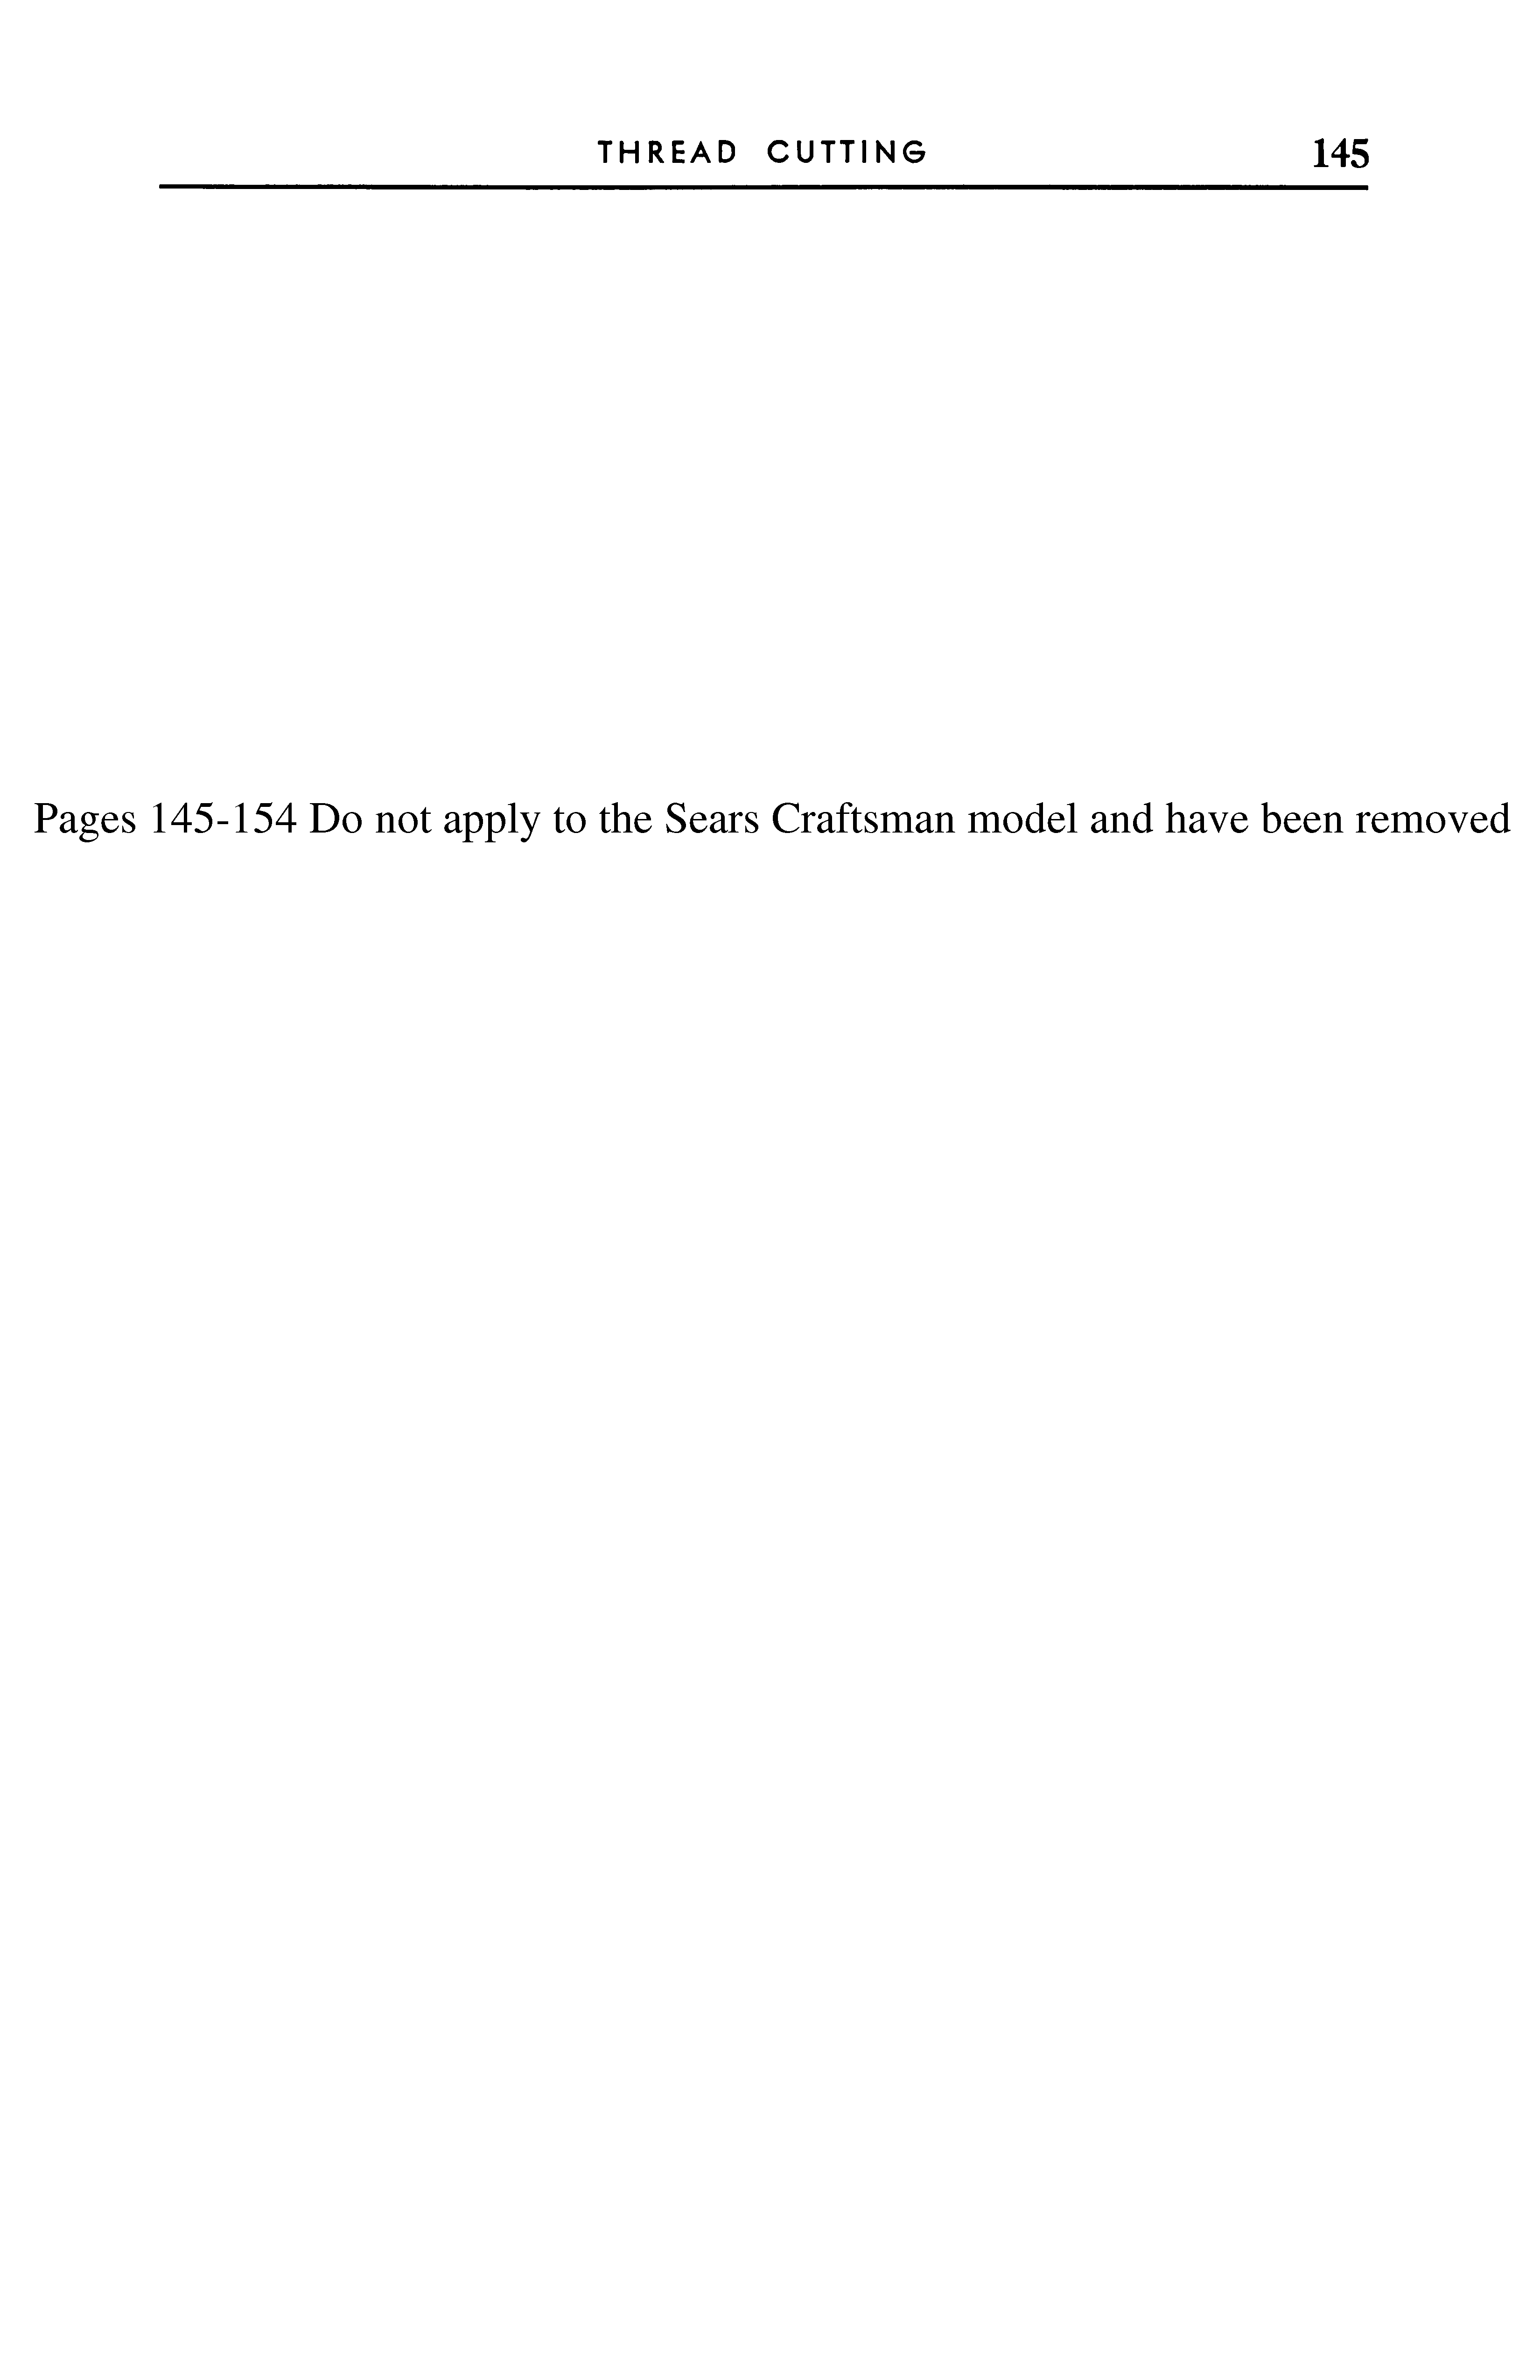 THREAD CUTTING 145
Pages 145-154 Do not apply to the Sears Craftsman model and have been removed